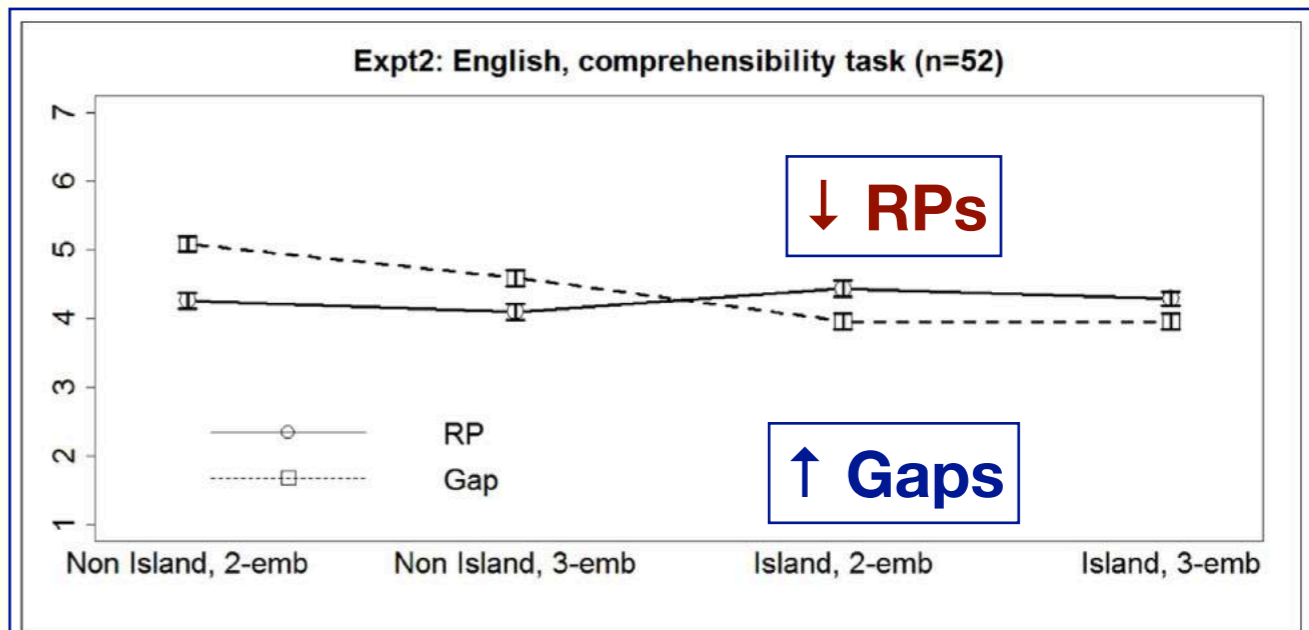 Expt2: English, comprehensibility task (n=52)
7
6
5
4
3
2
1
↓ RPs
RP
Gap
↑ Gaps
Non Island, 2-emb Non Island, 3-emb Island, 2-emb Island, 3-emb